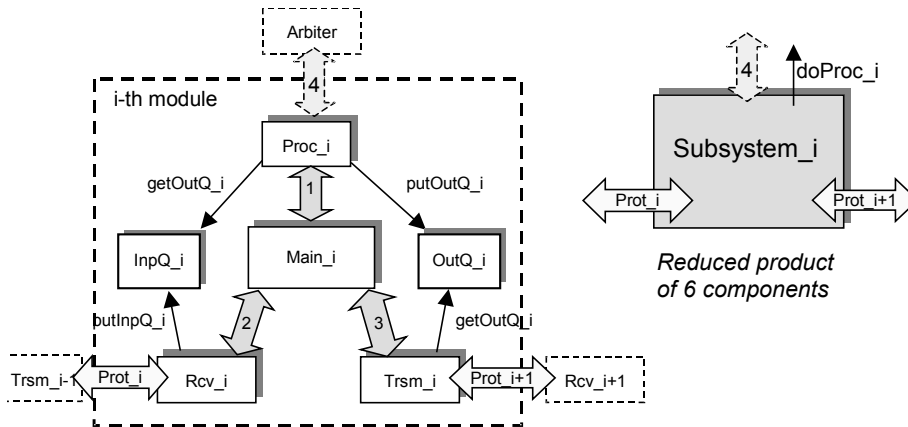 Arbiter
4
i-th module
Proc_i
getOutQ_i
putOutQ_i
1
InpQ_i
Main_i
OutQ_i
putInpQ_i
2
3
getOutQ_i
Trsm_i-
Prot_i
Rcv_i
Trsm_i
Prot_i+1
Rcv_i+1
4
doProc_i
Subsystem_i
Prot_i
Prot_i+1
Reduced product
of 6 components